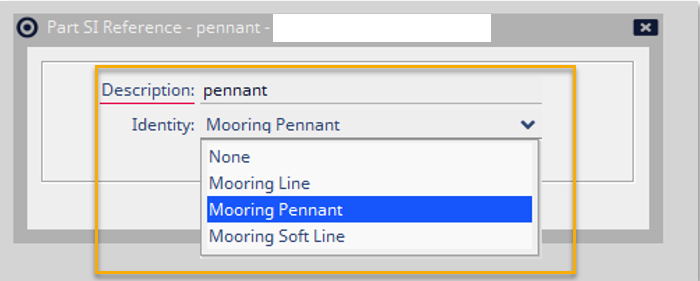 Part SI Reference - pennant -
Description: pennant
Identity: Mooring Pennant
None
Mooring Line
Mooring Pennant
Mooring Soft Line